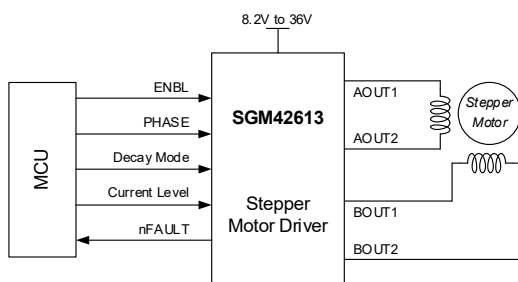 8.2V to 36V
MCU
ENBL
PHASE
Decay Mode
Current Level
nFAULT
SGM42613
Stepper
Motor Driver
AOUT1
AOUT2
BOUT1
BOUT2
Stepper
Motor